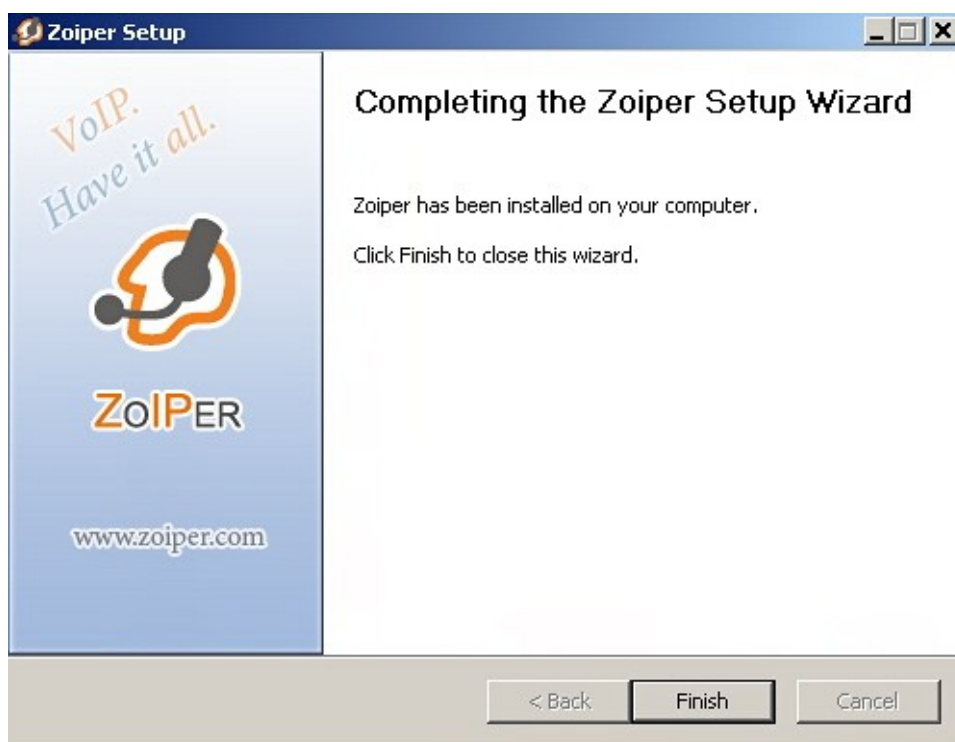 Zoiper Setup
VoIP.
Have it all.
ZoIPER
www.zoiper.com
Completing the Zoiper Setup Wizard
Zoiper has been installed on your computer.
Click Finish to close this wizard.
< Back
Finish
Cancel